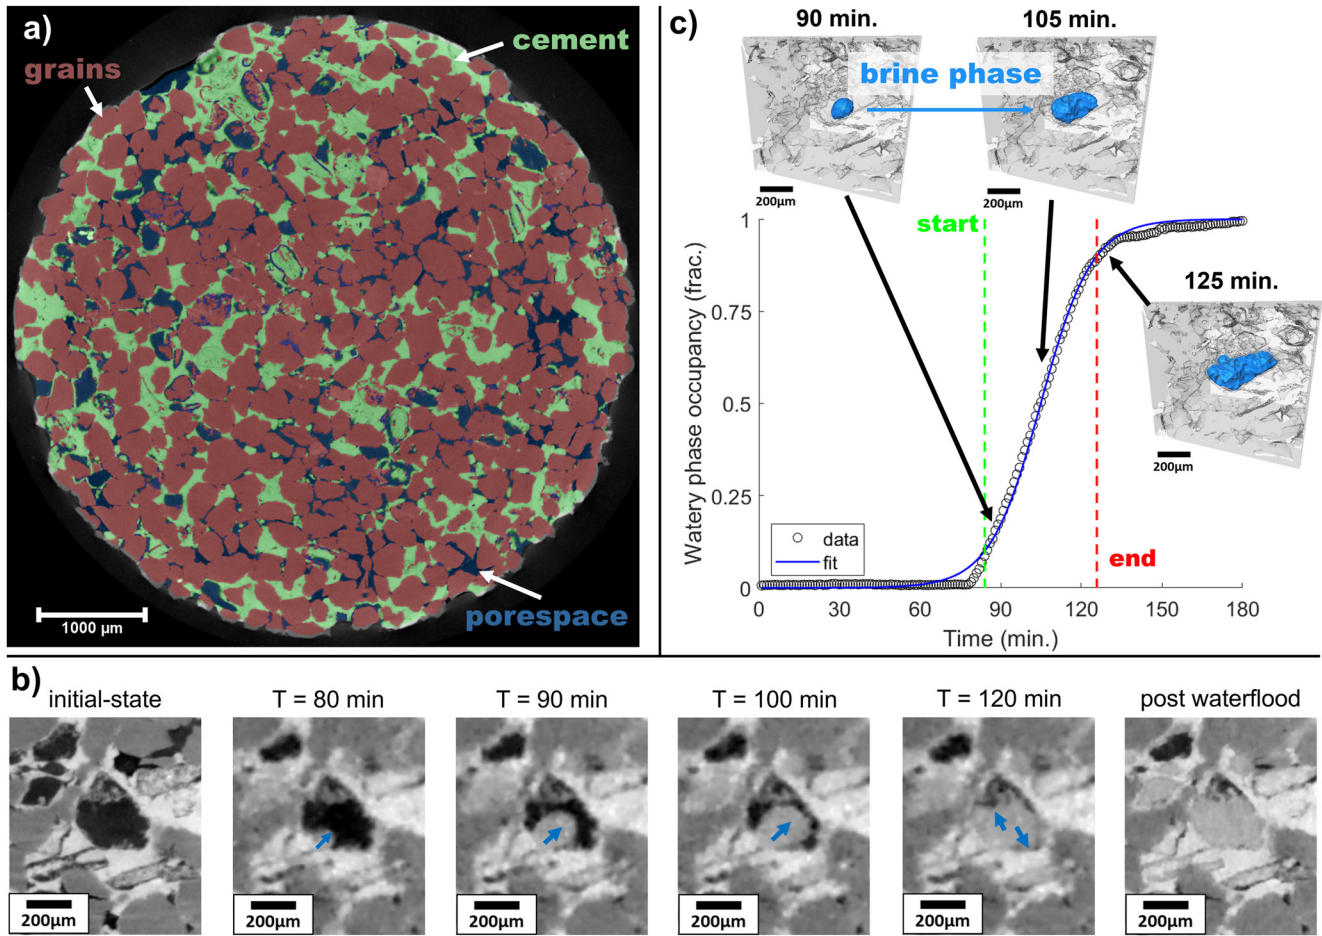 a)
cement
grains
porespace
1000 µm
c)
90 min.
105 min.
brine phase
200µm
200µm
start
125 min.
200µm
end
Watery phase occupancy (frac.)
1
0.75
0.5
0.25
0
data
fit
0
30
60
90
120
150
180
Time (min.)
b)
initial-state
T = 80 min
T = 90 min
T = 100 min
T = 120 min
post waterflood
200µm
200µm
200µm
200µm
200µm
200µm